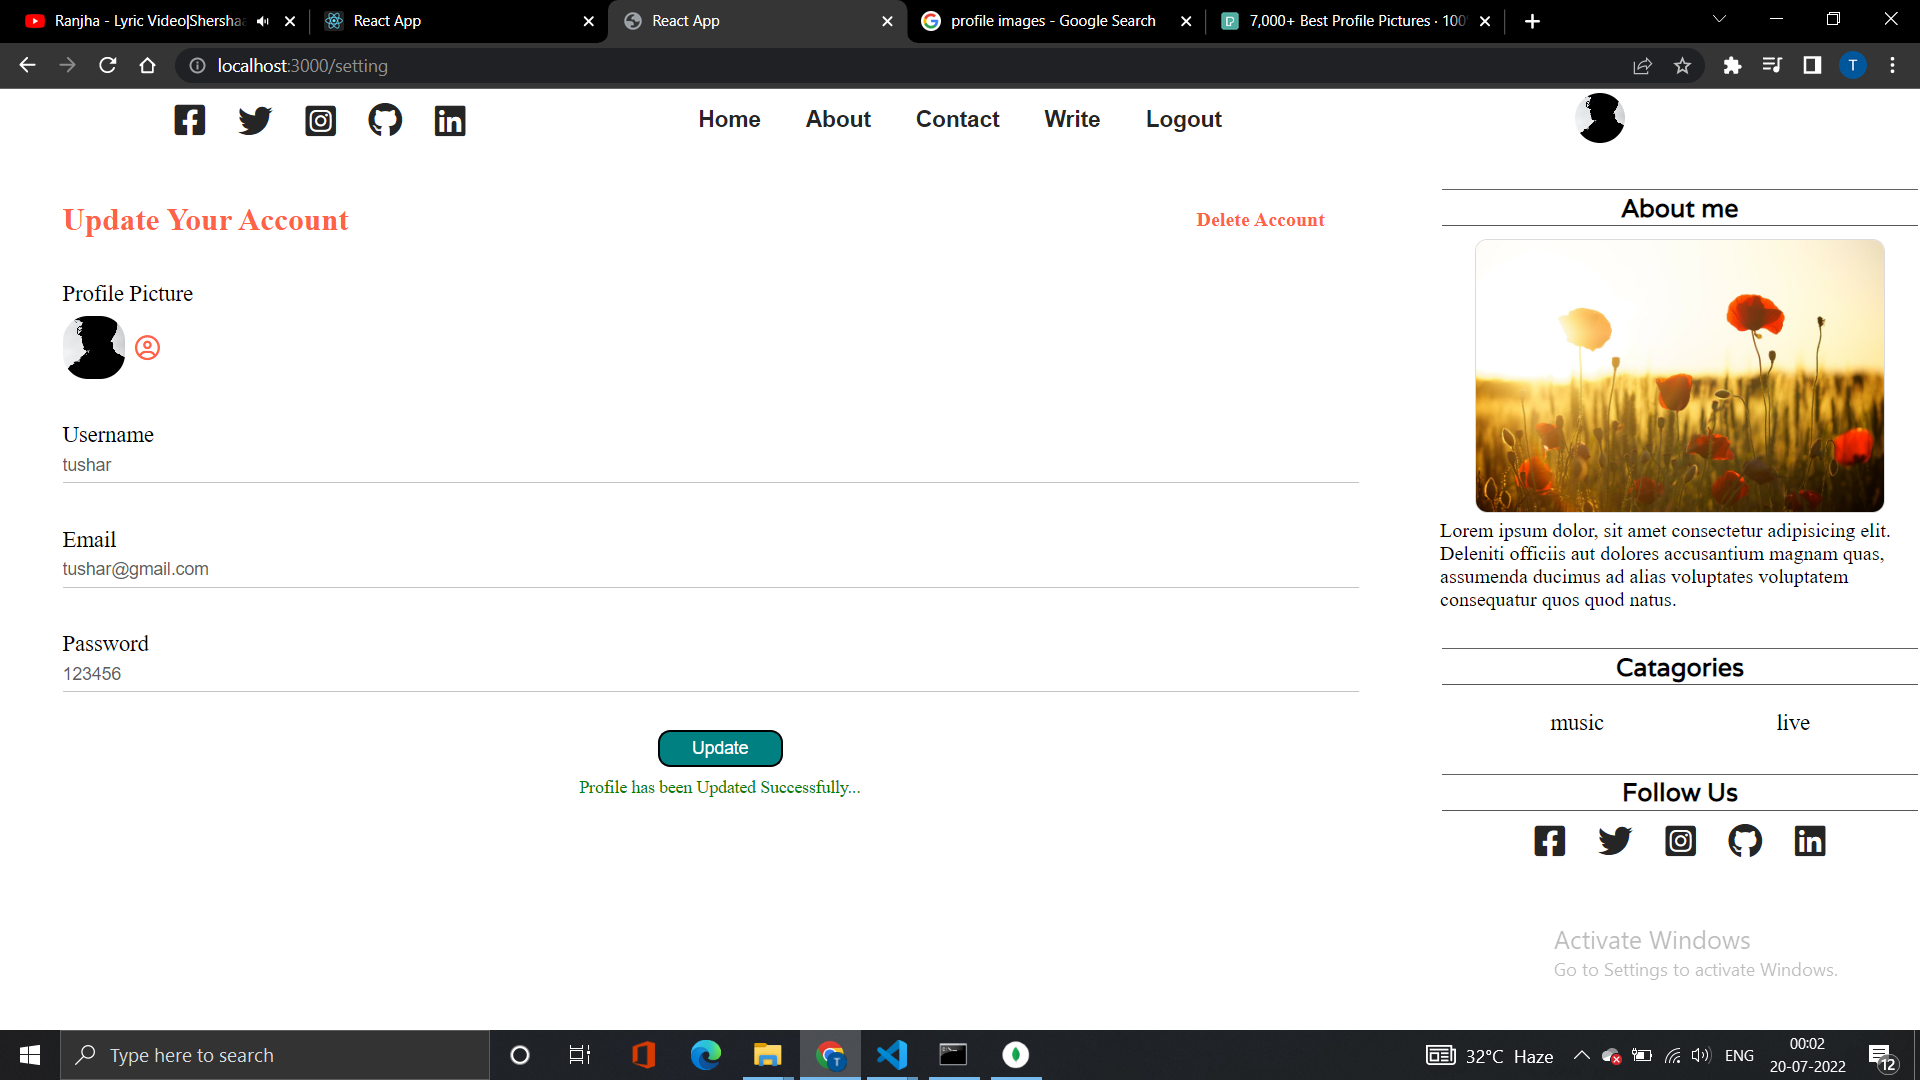 Ranjha - Lyric Video|Shersha
React App
React App
profile images - Google Search
7,000+ Best Profile Pictures · 100
localhost:3000/setting
T
Home About Contact Write Logout
Update Your Account
Delete Account
Profile Picture
Username
tushar
Email
tushar@gmail.com
Password
123456
Update
Profile has been Updated Successfully...
About me
Lorem ipsum dolor, sit amet consectetur adipisicing elit.
Deleniti officiis aut dolores accusantium magnam quas,
assumenda ducimus ad alias voluptates voluptatem
consequatur quos quod natus.
Catagories
music live
Follow Us
Activate Windows
Go to Settings to activate Windows.
Type here to search
T
32°C Haze
ENG
00:02
20-07-2022
12